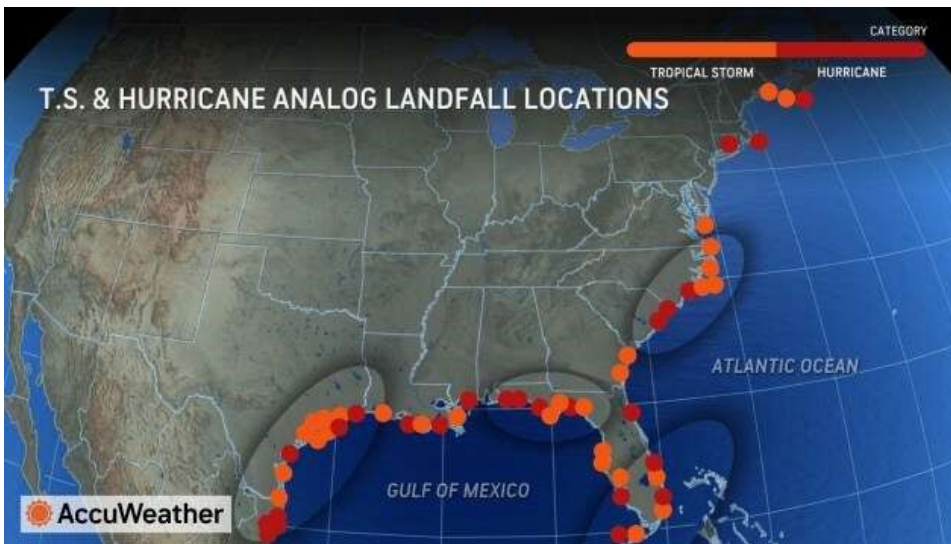 CATEGORY
TROPICAL STORM HURRICANE
T.S. & HURRICANE ANALOG LANDFALL LOCATIONS
ATLANTIC OCEAN
GULF OF MEXICO
AccuWeather